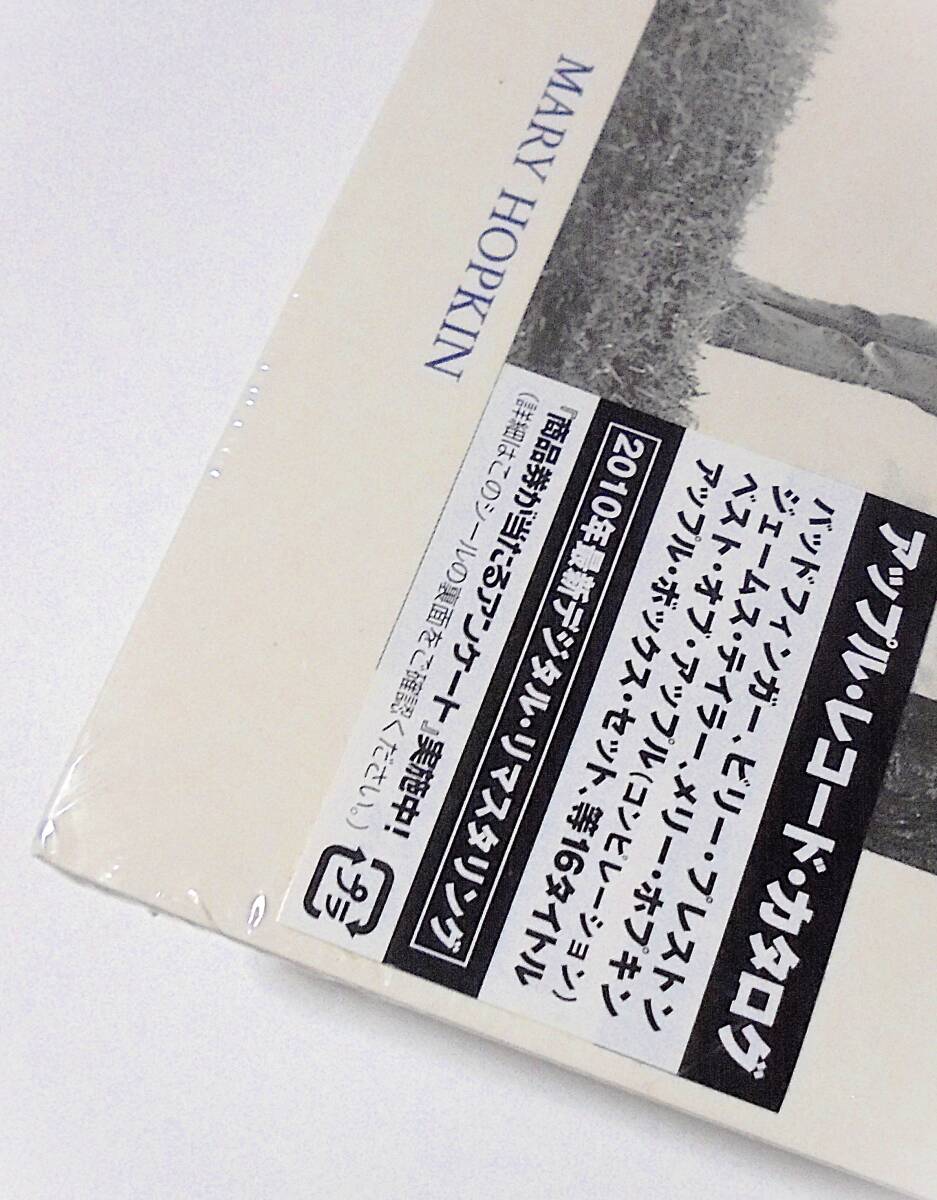 MARY HOPKIN
アップル・レコード・カタログ
バッドフィンガー、ビリー・プレストン
ジェームス・テイラー、メリー・ホプキン
ベスト・オブ・アップル(コンピレーション)
アップル・ボックス・セット、等16タイトル
2010年最新デジタル・リマスタリング
『商品券が当たるアンケート』実施中!
(詳細はこのシールの裏面をご確認ください。)
プラ